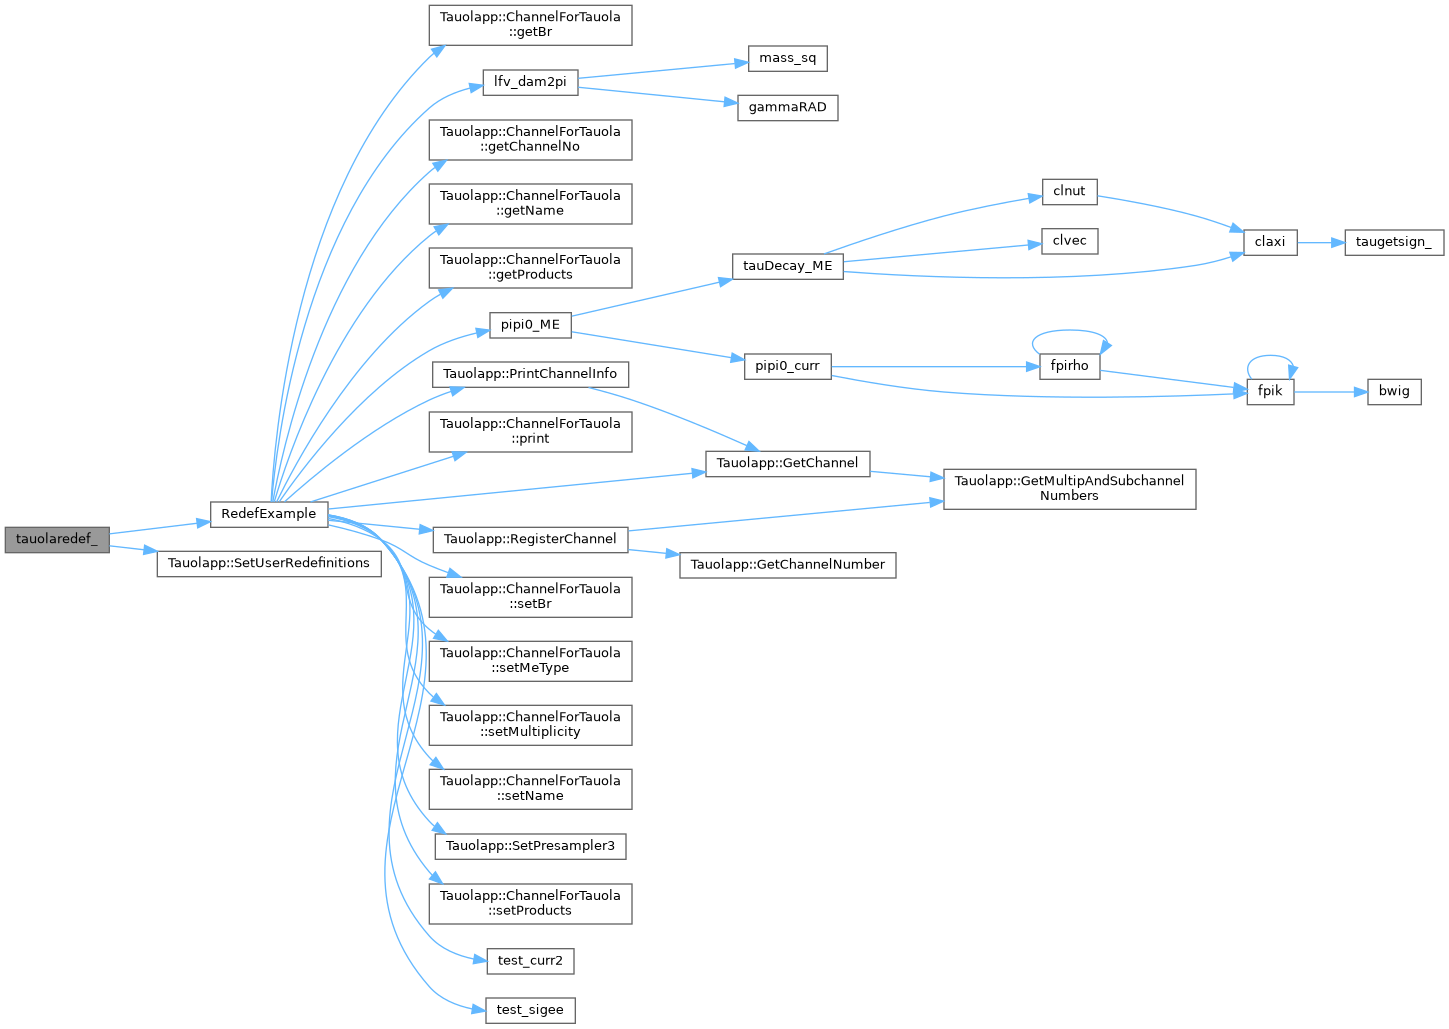 tauolaredf_
RedefExample
Tauolapp::SetUserRedefinitions
Tauolapp::ChannelForTauola
::getBr
lfv_dam2pi
Tauolapp::ChannelForTauola
::getChannelNo
Tauolapp::ChannelForTauola
::getName
Tauolapp::ChannelForTauola
::getProducts
pipi0_ME
Tauolapp::PrintChannelInfo
Tauolapp::ChannelForTauola
::print
Tauolapp::RegisterChannel
Tauolapp::ChannelForTauola
::setBr
Tauolapp::ChannelForTauola
::setMeType
Tauolapp::ChannelForTauola
::setMultiplicity
Tauolapp::ChannelForTauola
::setName
Tauolapp::SetPresampler3
Tauolapp::ChannelForTauola
::setProducts
test_curr2
test_sigee
mass_sq
gammaRAD
tauDecay_ME
pipi0_curr
Tauolapp::GetChannel
Tauolapp::GetChannelNumber
clnut
clvec
fpirho
Tauolapp::GetMultipAndSubchannel
Numbers
claxi
fpik
taugetsign_
bwig